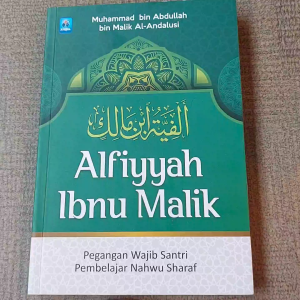 Muhammad bin Abdullah
bin Malik Al-Andalusi
ألفية ابن مالك
Alfiyyah
Ibnu Malik
Pegangan Wajib Santri
Pembelajar Nahwu Sharaf